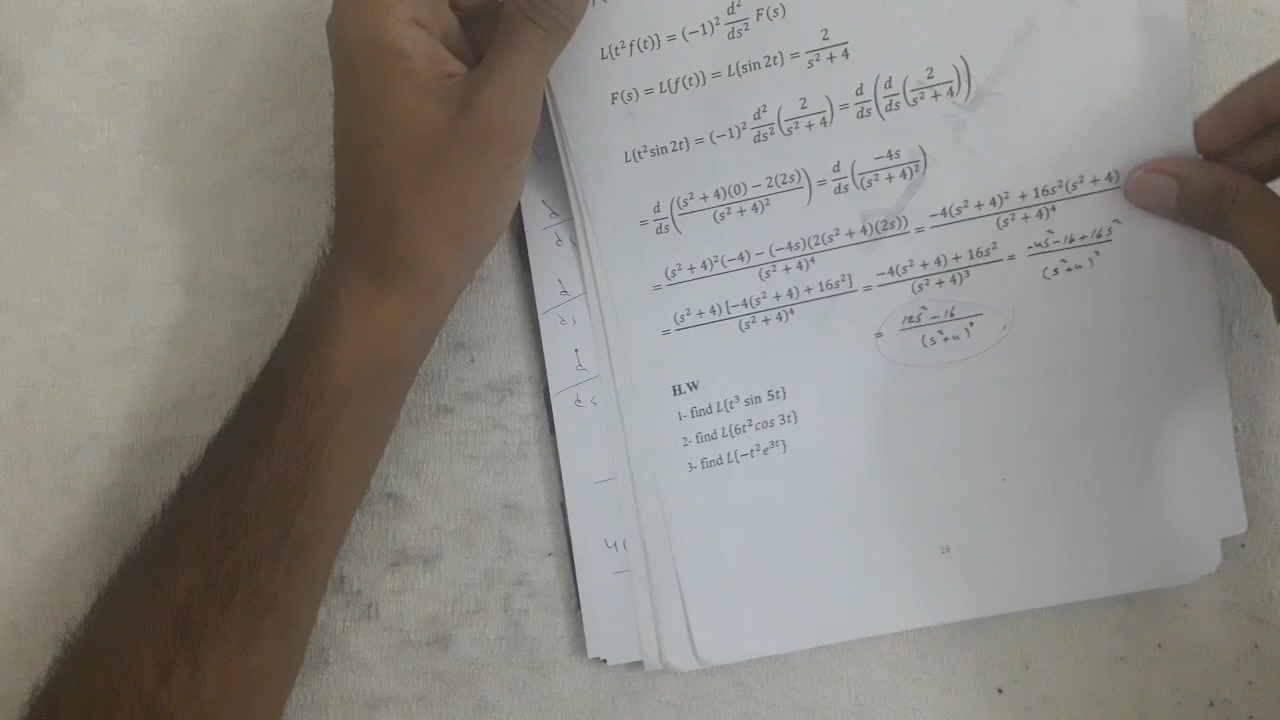 L{t²f(t)} = (−1)² d²/ds² F(s)
F(s) = L{f(t)} = L{sin 2t} = 2/(s² + 4)
L{t² sin 2t} = (−1)² d²/ds² (2/(s² + 4)) = d/ds (d/ds (2/(s² + 4)))
= d/ds (((s² + 4)(0) − 2(2s))/(s² + 4)²) = d/ds (−4s/(s² + 4)²)
= ((s² + 4)²(−4) − (−4s)(2(s² + 4)(2s)))/(s² + 4)⁴ = (−4(s² + 4)² + 16s²(s² + 4))/(s² + 4)⁴
= ((s² + 4)[−4(s² + 4) + 16s²])/(s² + 4)⁴ = (−4(s² + 4) + 16s²)/(s² + 4)³ = (−4s² − 16 + 16s²)/(s² + 4)³
= (12s² − 16)/(s² + 4)³
H.W
1- find L{t³ sin 5t}
2- find L{6t² cos 3t}
3- find L{−t²e³ᵗ}
16
d/ds
d/ds
d/ds